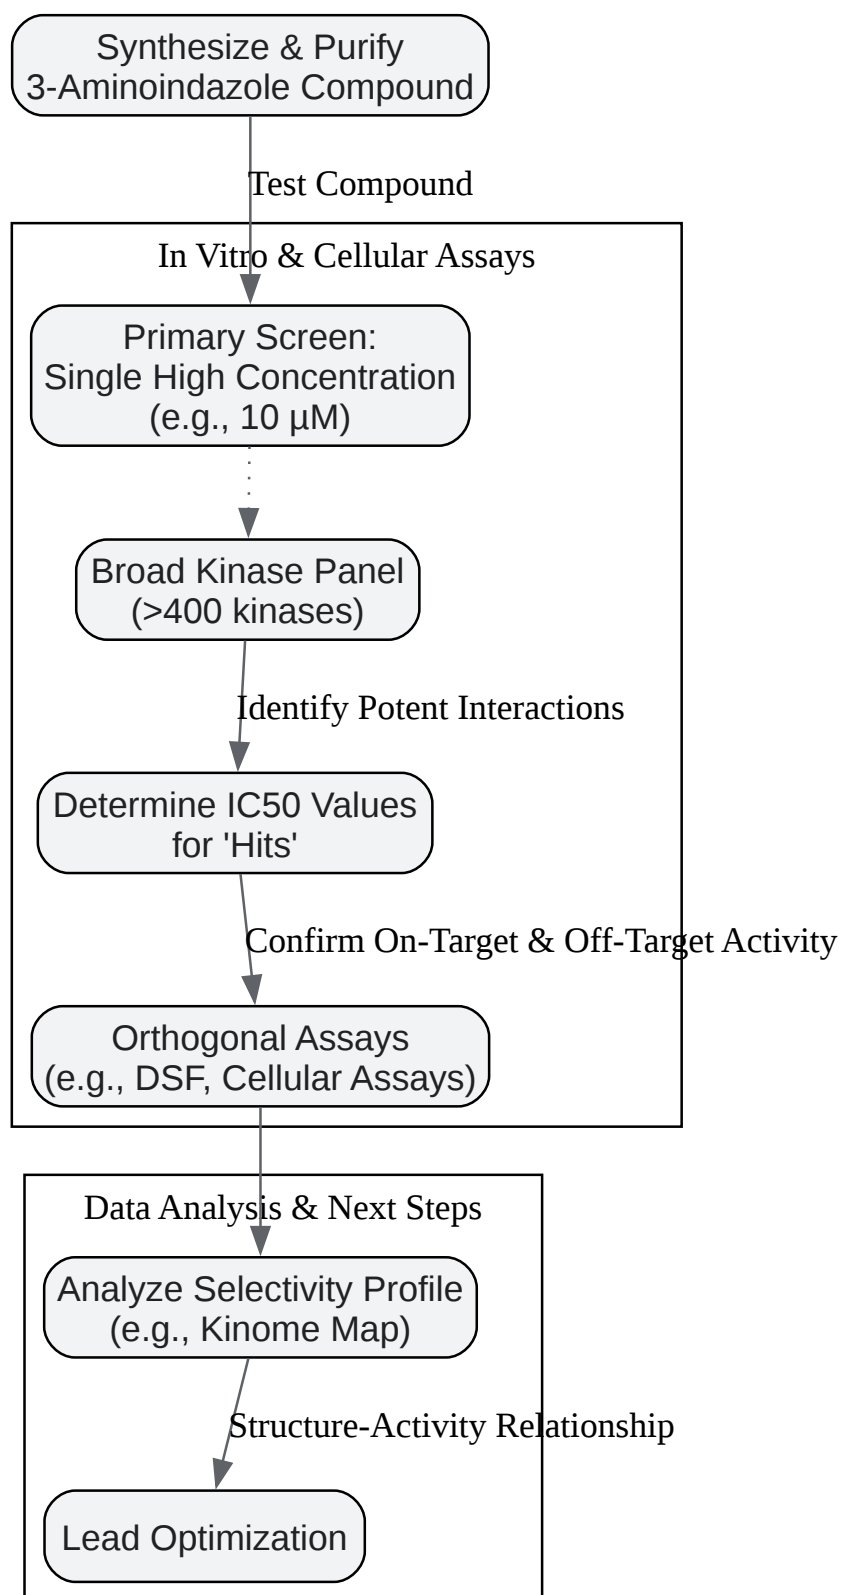 Synthesize & Purify
3-Aminoindazole Compound
Test Compound
In Vitro & Cellular Assays
Primary Screen:
Single High Concentration
(e.g., 10 µM)
Broad Kinase Panel
(>400 kinases)
Identify Potent Interactions
Determine IC50 Values
for 'Hits'
Confirm On-Target & Off-Target Activity
Orthogonal Assays
(e.g., DSF, Cellular Assays)
Data Analysis & Next Steps
Analyze Selectivity Profile
(e.g., Kinome Map)
Structure-Activity Relationship
Lead Optimization